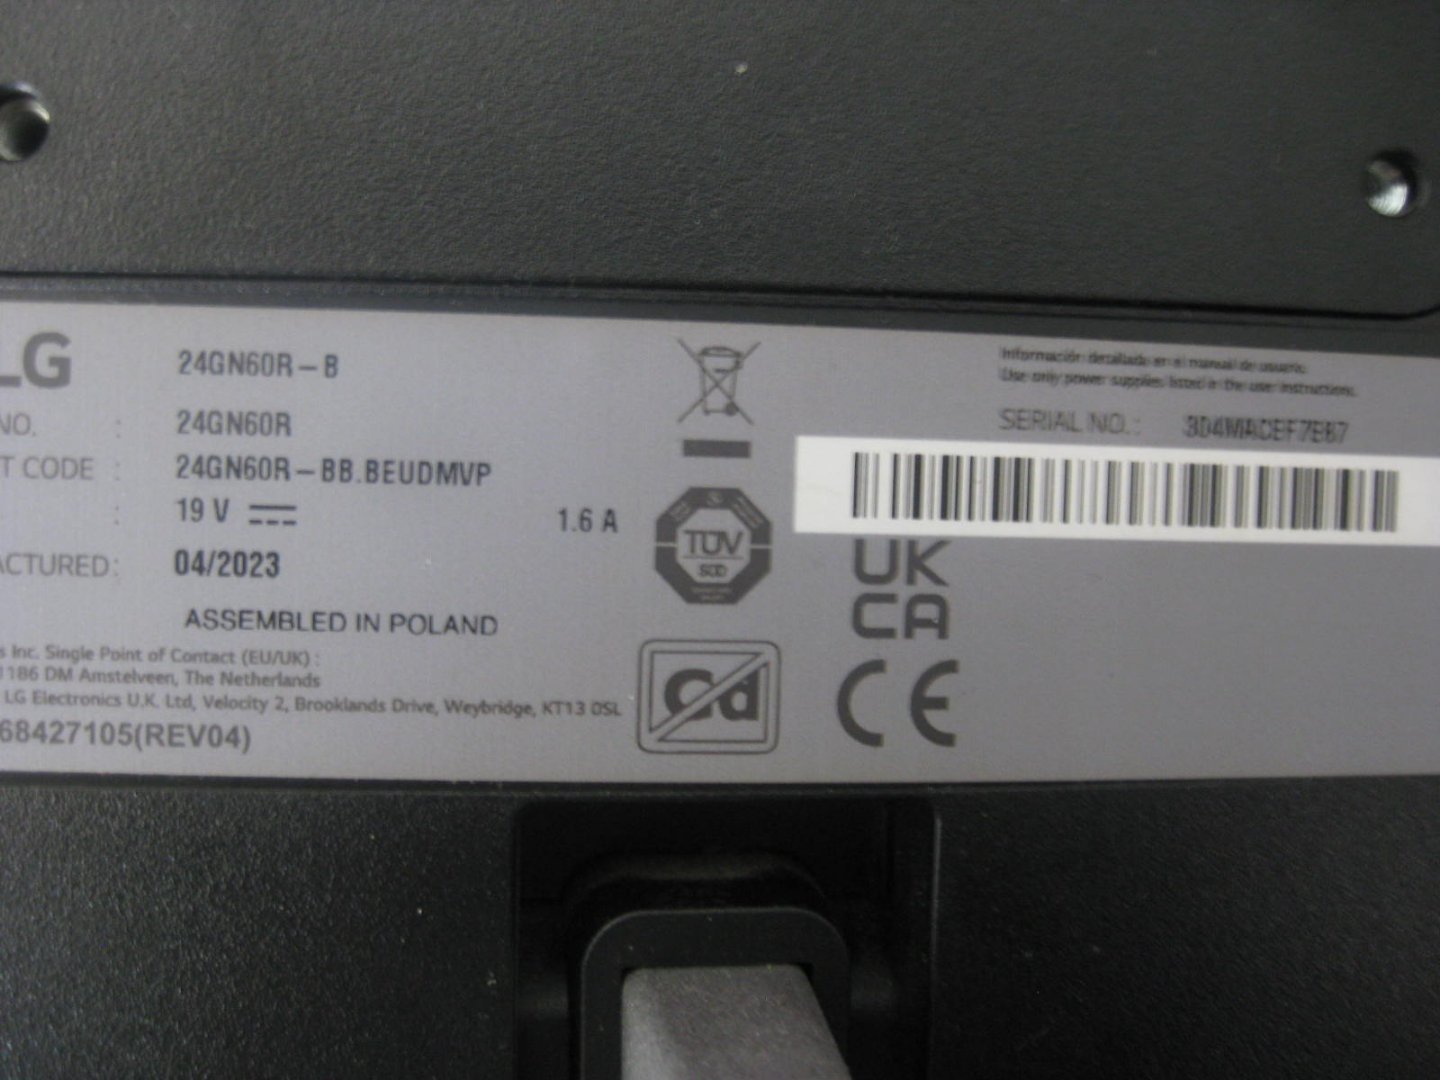 LG
24GN60R-B
NO. : 24GN60R
T CODE : 24GN60R-BB.BEUDMVP
: 19 V 1.6 A
ACTURED: 04/2023
ASSEMBLED IN POLAND
s Inc. Single Point of Contact (EU/UK) :
1186 DM Amstelveen, The Netherlands
LG Electronics U.K. Ltd, Velocity 2, Brooklands Drive, Weybridge, KT13 0SL
68427105(REV04)
TÜV
SÜD
Cd
Información detallada en el manual de usuario.
Use only power supplies listed in the user instructions.
SERIAL NO. :
UK
CA
CE